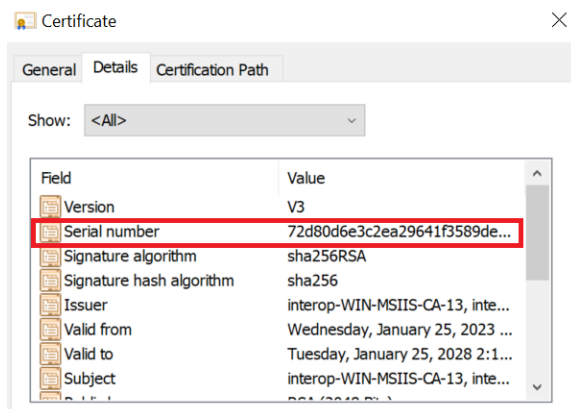 Certificate
General Details Certification Path
Show: <All>
Field Value
Version V3
Serial number 72d80d6e3c2ea29641f3589de...
Signature algorithm sha256RSA
Signature hash algorithm sha256
Issuer interop-WIN-MSIIS-CA-13, inte...
Valid from Wednesday, January 25, 2023 ...
Valid to Tuesday, January 25, 2028 2:1...
Subject interop-WIN-MSIIS-CA-13, inte...